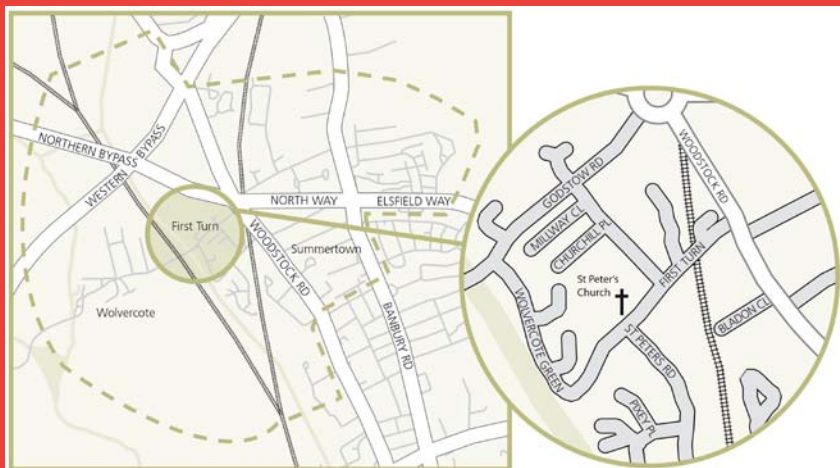 NORTHERN BYPASS
WESTERN BYPASS
First Turn
NORTH WAY
ELSFIELD WAY
WOODSTOCK RD
Summertown
Wolvercote
BANBURY RD
WOODSTOCK RD
GODSTOW RD
MILLWAY CL
CHURCHILL PL
FIRST TURN
St Peter's
Church
WOLVERCOTE GREEN
ST PETERS RD
BLADON CL
PIXEY PL